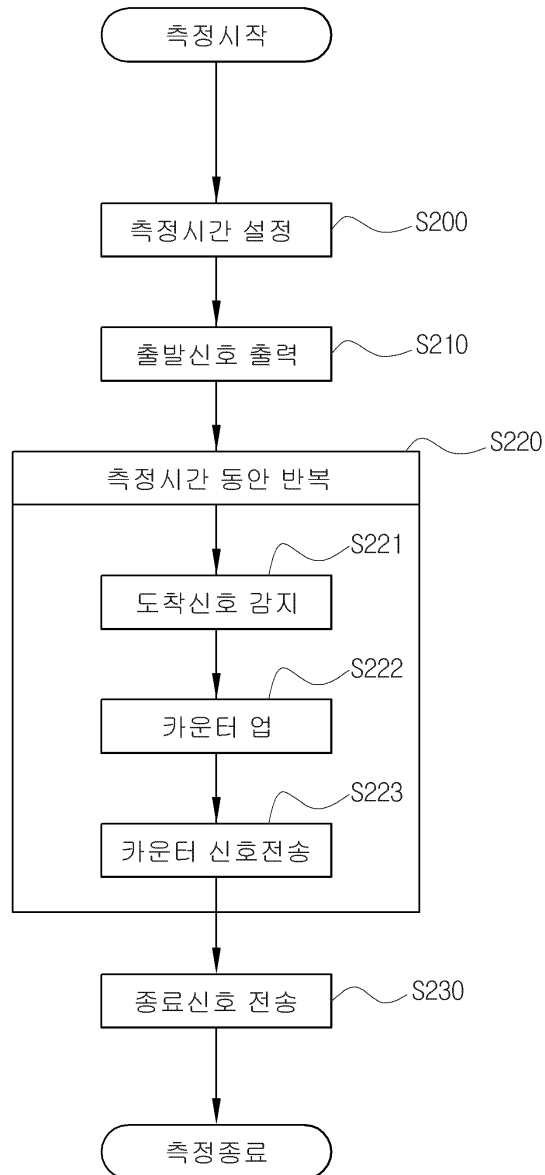 측정시작
측정시간 설정
S200
출발신호 출력
S210
S220
측정시간 동안 반복
S221
도착신호 감지
S222
카운터 업
S223
카운터 신호전송
종료신호 전송
S230
측정종료